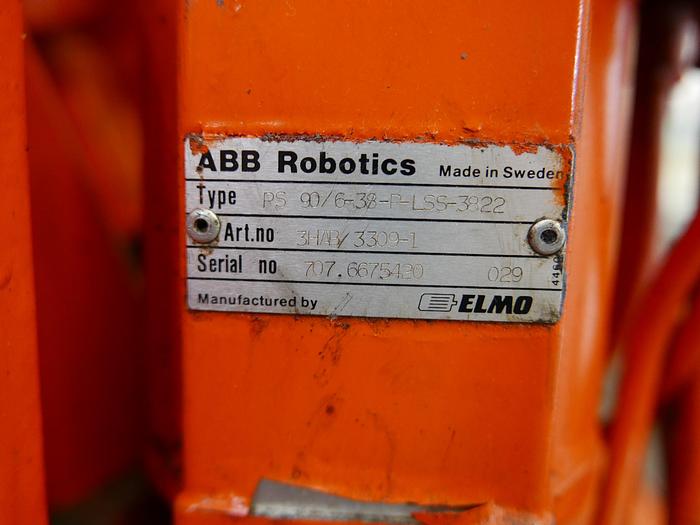 ABB Robotics Made in Sweden
Type PS 90/6-38-P-LSS-3822
Art.no 3HAB 3309-1
Serial no 707.6675420 029
Manufactured by ELMO